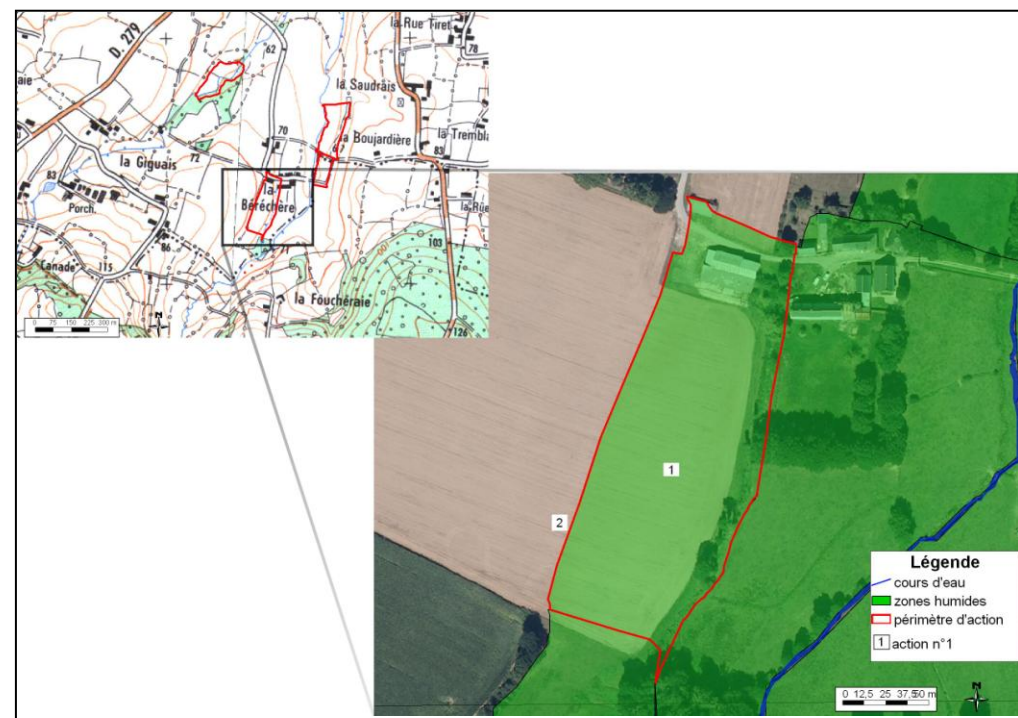 D. 279
62
la Rue Tiret
78
la Saudrais
70
la Boujardière
la Trembla
83
la Giguais
72
83
Porch.
la
Béréchère
la Rue
86
Canade
115
103
la Fouchéraie
126
0 75 150 225 300 m
N
1
2
Légende
cours d'eau
zones humides
périmètre d'action
1 action n°1
0 12,5 25 37,5 50 m
N